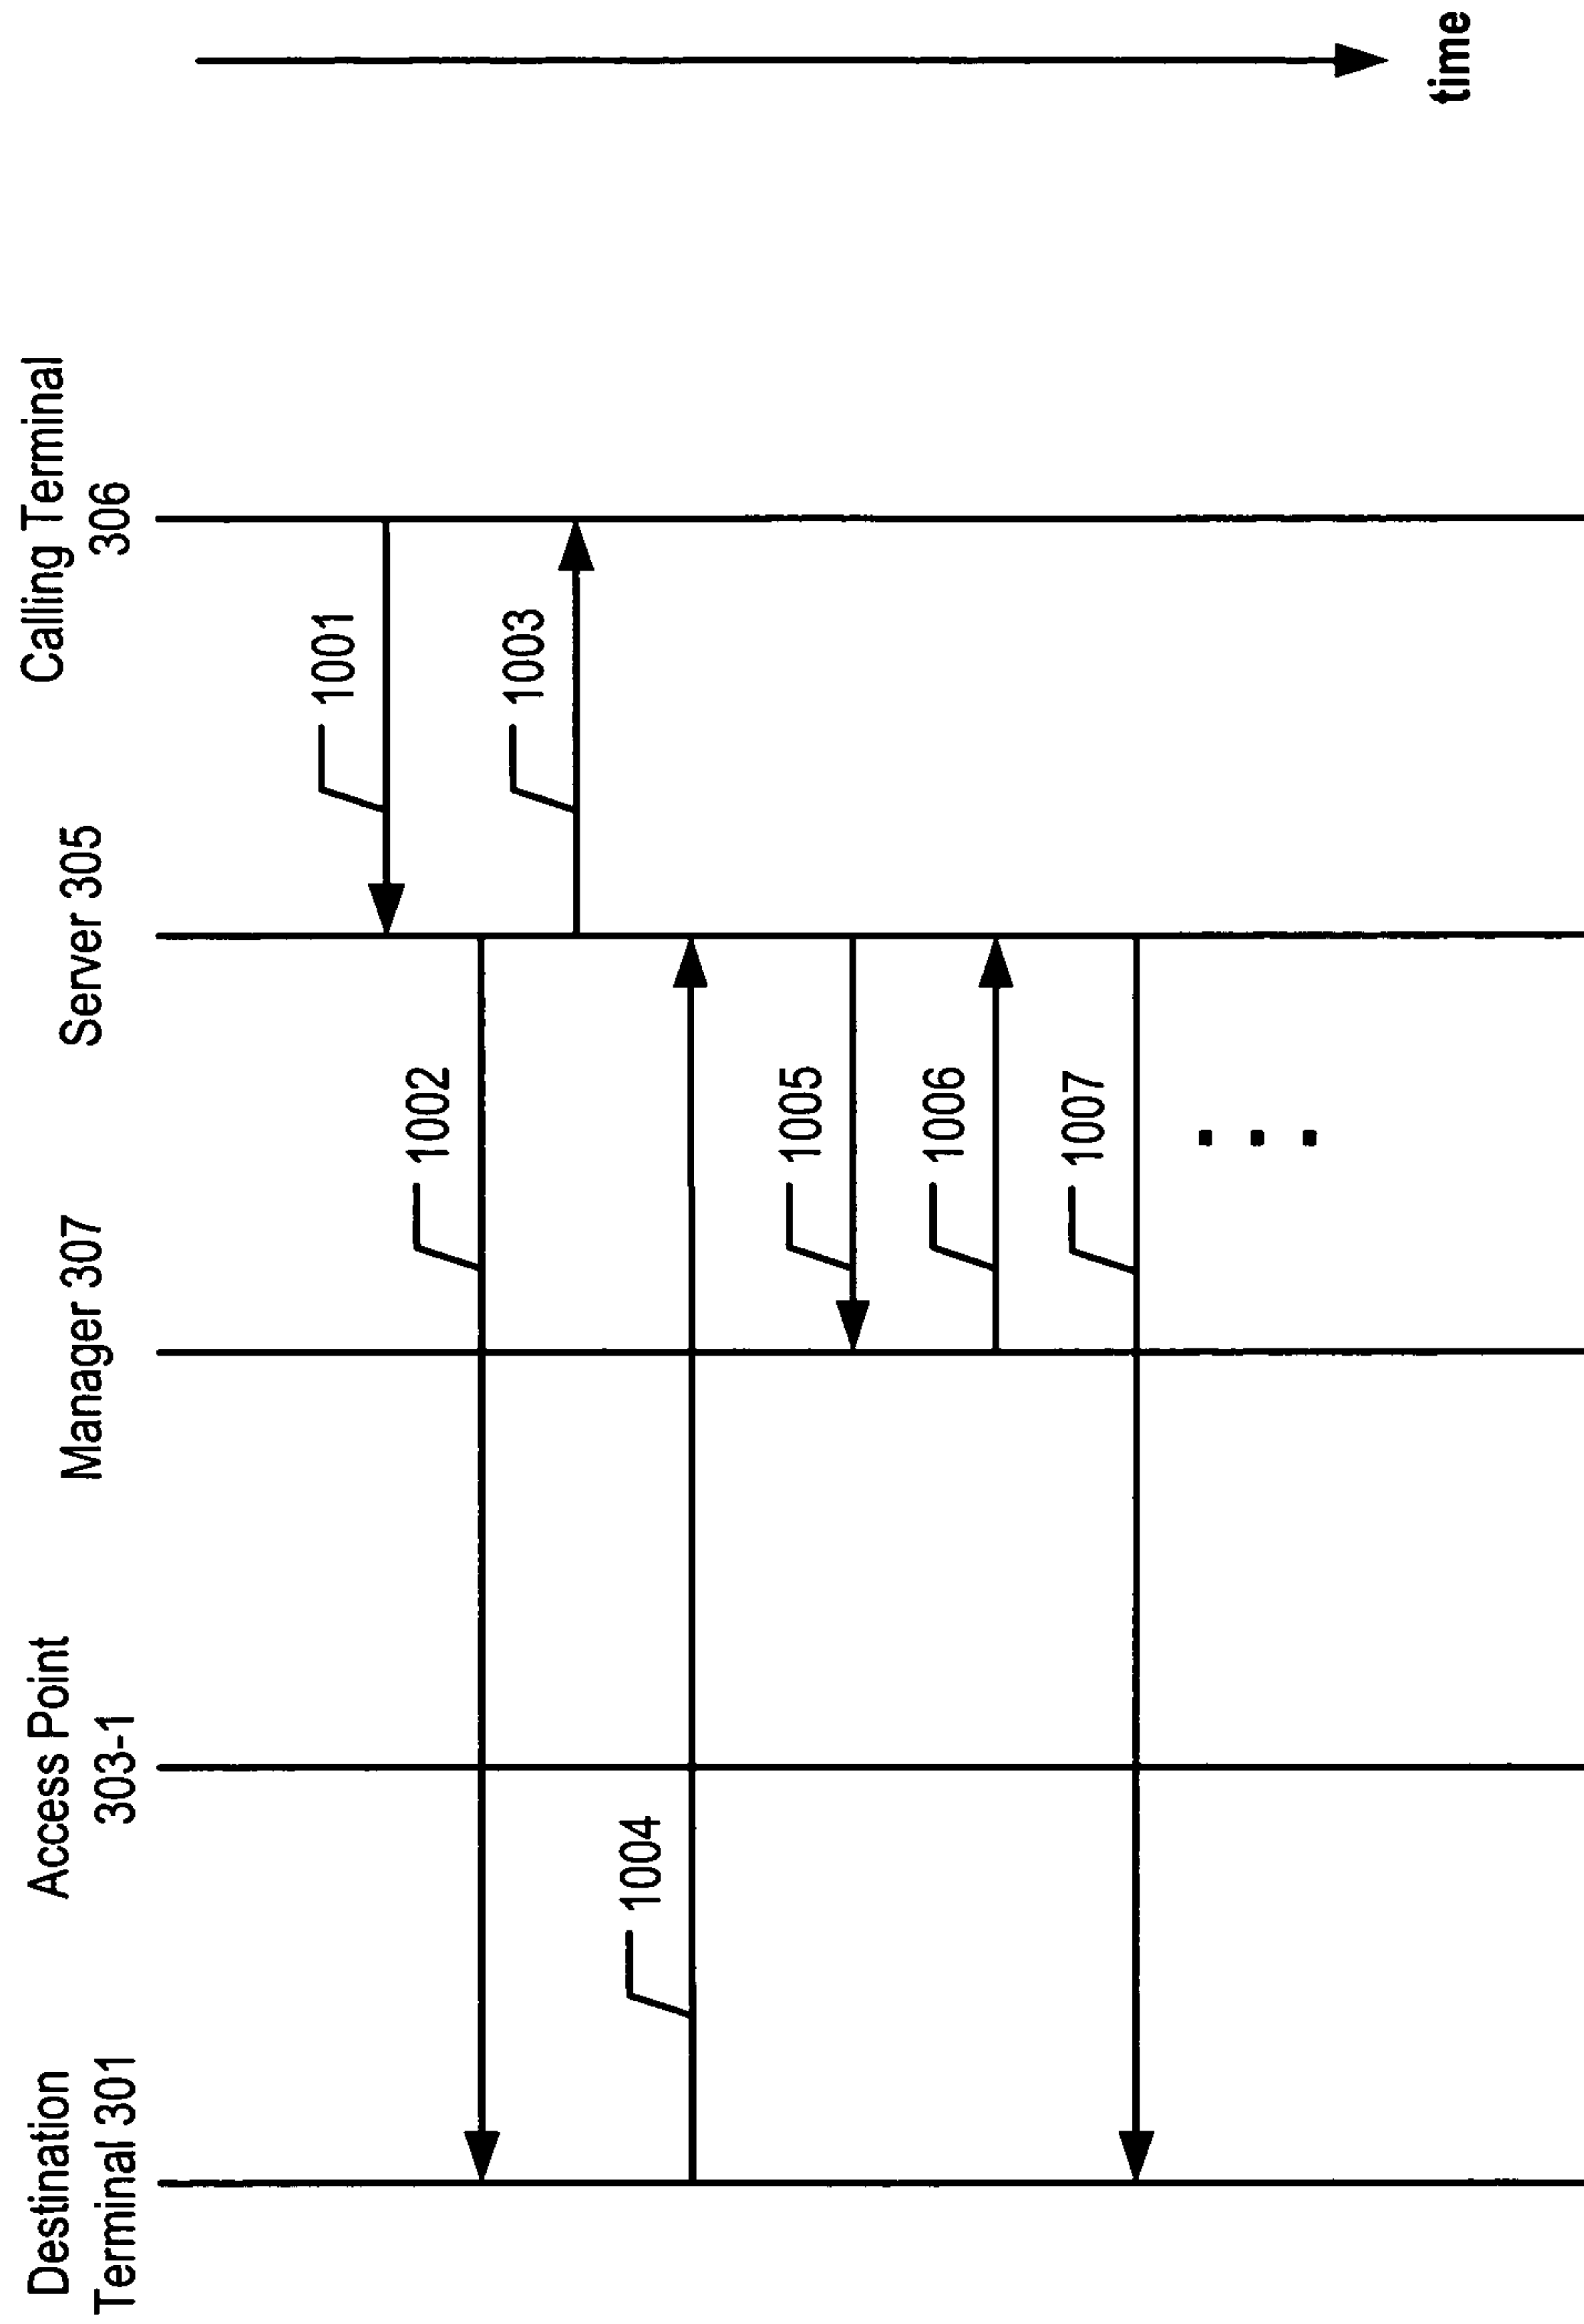 Destination
Terminal 301
Access Point
303-1
Manager 307
Server 305
Calling Terminal
306
1001
1002
1003
1004
1005
1006
1007
time